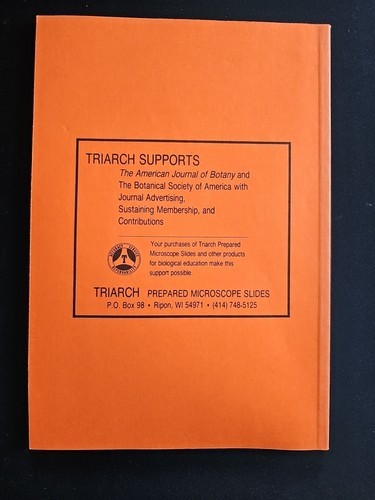 TRIARCH SUPPORTS
The American Journal of Botany and
The Botanical Society of America with
Journal Advertising,
Sustaining Membership, and
Contributions
T
Your purchases of Triarch Prepared
Microscope Slides and other products
for biological education make this
support possible.
TRIARCH PREPARED MICROSCOPE SLIDES
P.O. Box 98 • Ripon, WI 54971 • (414) 748-5125